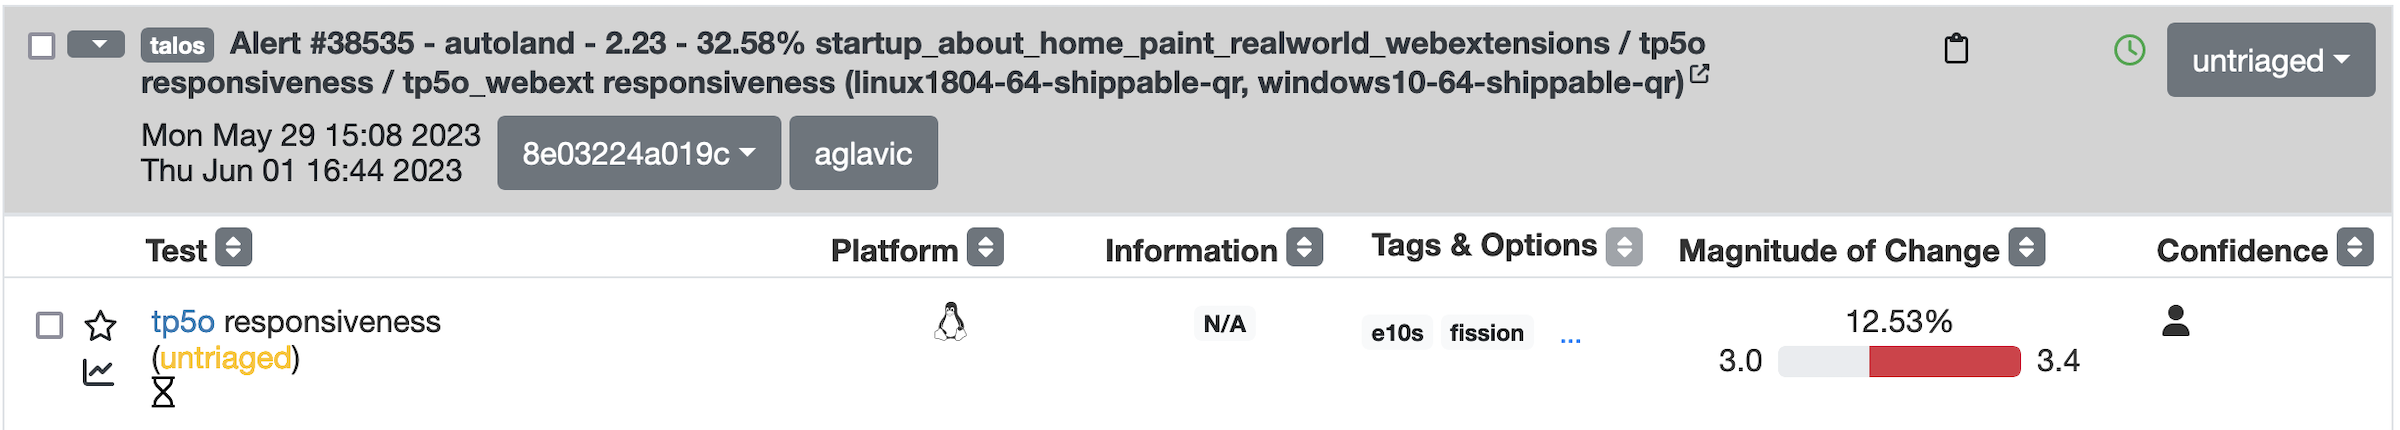 talos Alert #38535 - autoland - 2.23 - 32.58% startup_about_home_paint_realworld_webextensions / tp5o
responsiveness / tp5o_webext responsiveness (linux1804-64-shippable-qr, windows10-64-shippable-qr)
untriaged
Mon May 29 15:08 2023
Thu Jun 01 16:44 2023
8e03224a019c
aglavic
Test Platform Information Tags & Options Magnitude of Change Confidence
tp5o responsiveness
(untriaged)
N/A
e10s fission ...
12.53%
3.0 3.4